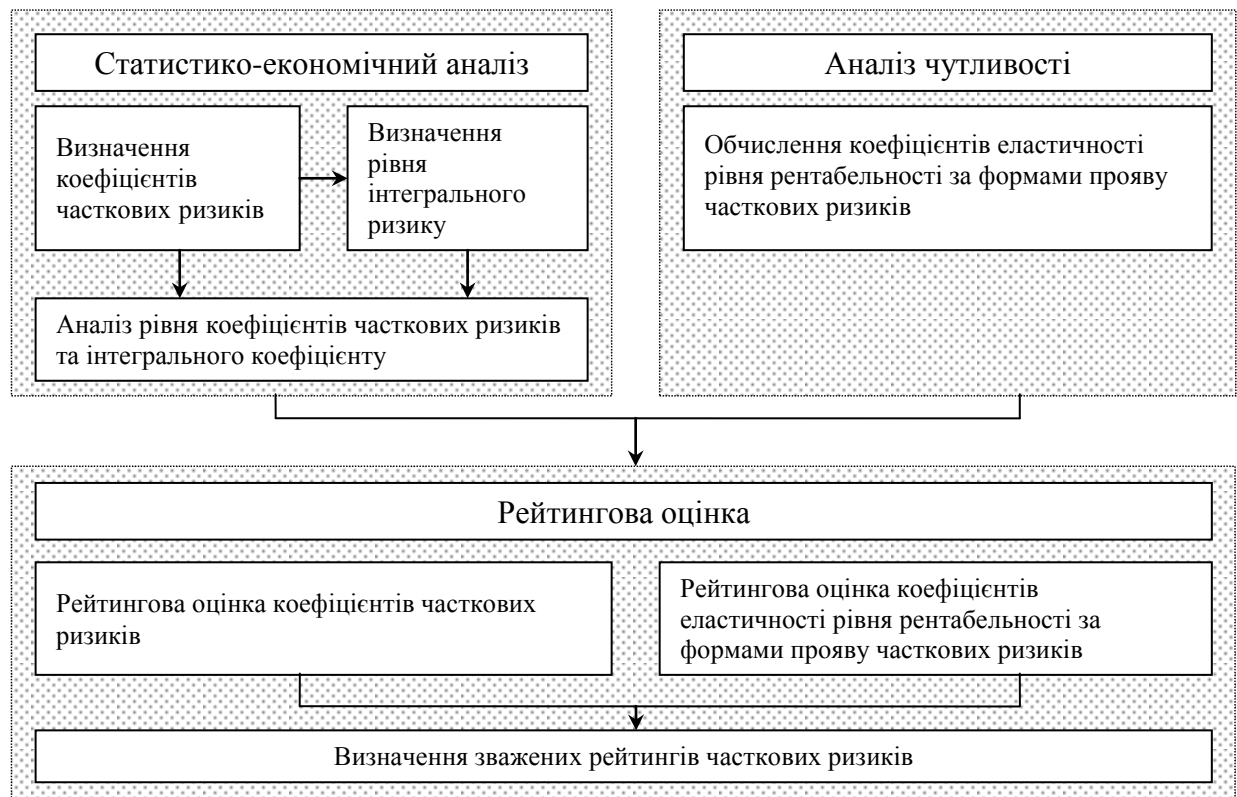 Статистико-економічний аналіз
Визначення
коефіцієнтів
часткових ризиків
Визначення
рівня
інтегрального
ризику
Аналіз рівня коефіцієнтів часткових ризиків
та інтегрального коефіцієнту
Аналіз чутливості
Обчислення коефіцієнтів еластичності
рівня рентабельності за формами прояву
часткових ризиків
Рейтингова оцінка
Рейтингова оцінка коефіцієнтів часткових
ризиків
Рейтингова оцінка коефіцієнтів
еластичності рівня рентабельності за
формами прояву часткових ризиків
Визначення зважених рейтингів часткових ризиків